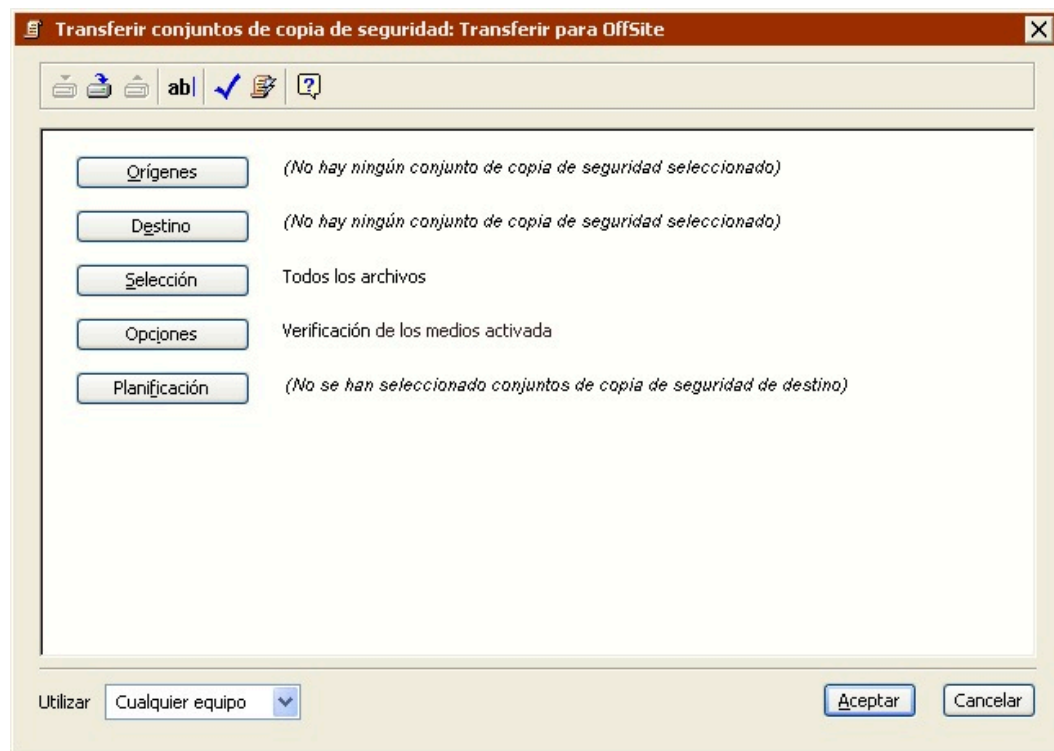 Transferir conjuntos de copia de seguridad: Transferir para OffSite
ab|
Orígenes (No hay ningún conjunto de copia de seguridad seleccionado)
Destino (No hay ningún conjunto de copia de seguridad seleccionado)
Selección Todos los archivos
Opciones Verificación de los medios activada
Planificación (No se han seleccionado conjuntos de copia de seguridad de destino)
Utilizar Cualquier equipo Aceptar Cancelar